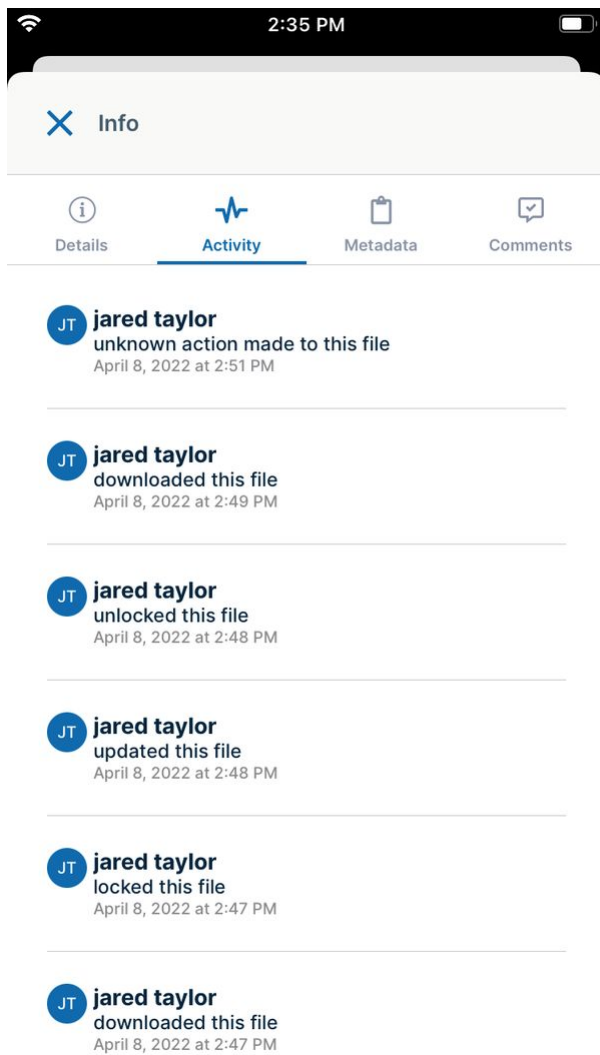 2:35 PM
Info
Details
Activity
Metadata
Comments
JT
jared taylor
unknown action made to this file
April 8, 2022 at 2:51 PM
JT
jared taylor
downloaded this file
April 8, 2022 at 2:49 PM
JT
jared taylor
unlocked this file
April 8, 2022 at 2:48 PM
JT
jared taylor
updated this file
April 8, 2022 at 2:48 PM
JT
jared taylor
locked this file
April 8, 2022 at 2:47 PM
JT
jared taylor
downloaded this file
April 8, 2022 at 2:47 PM